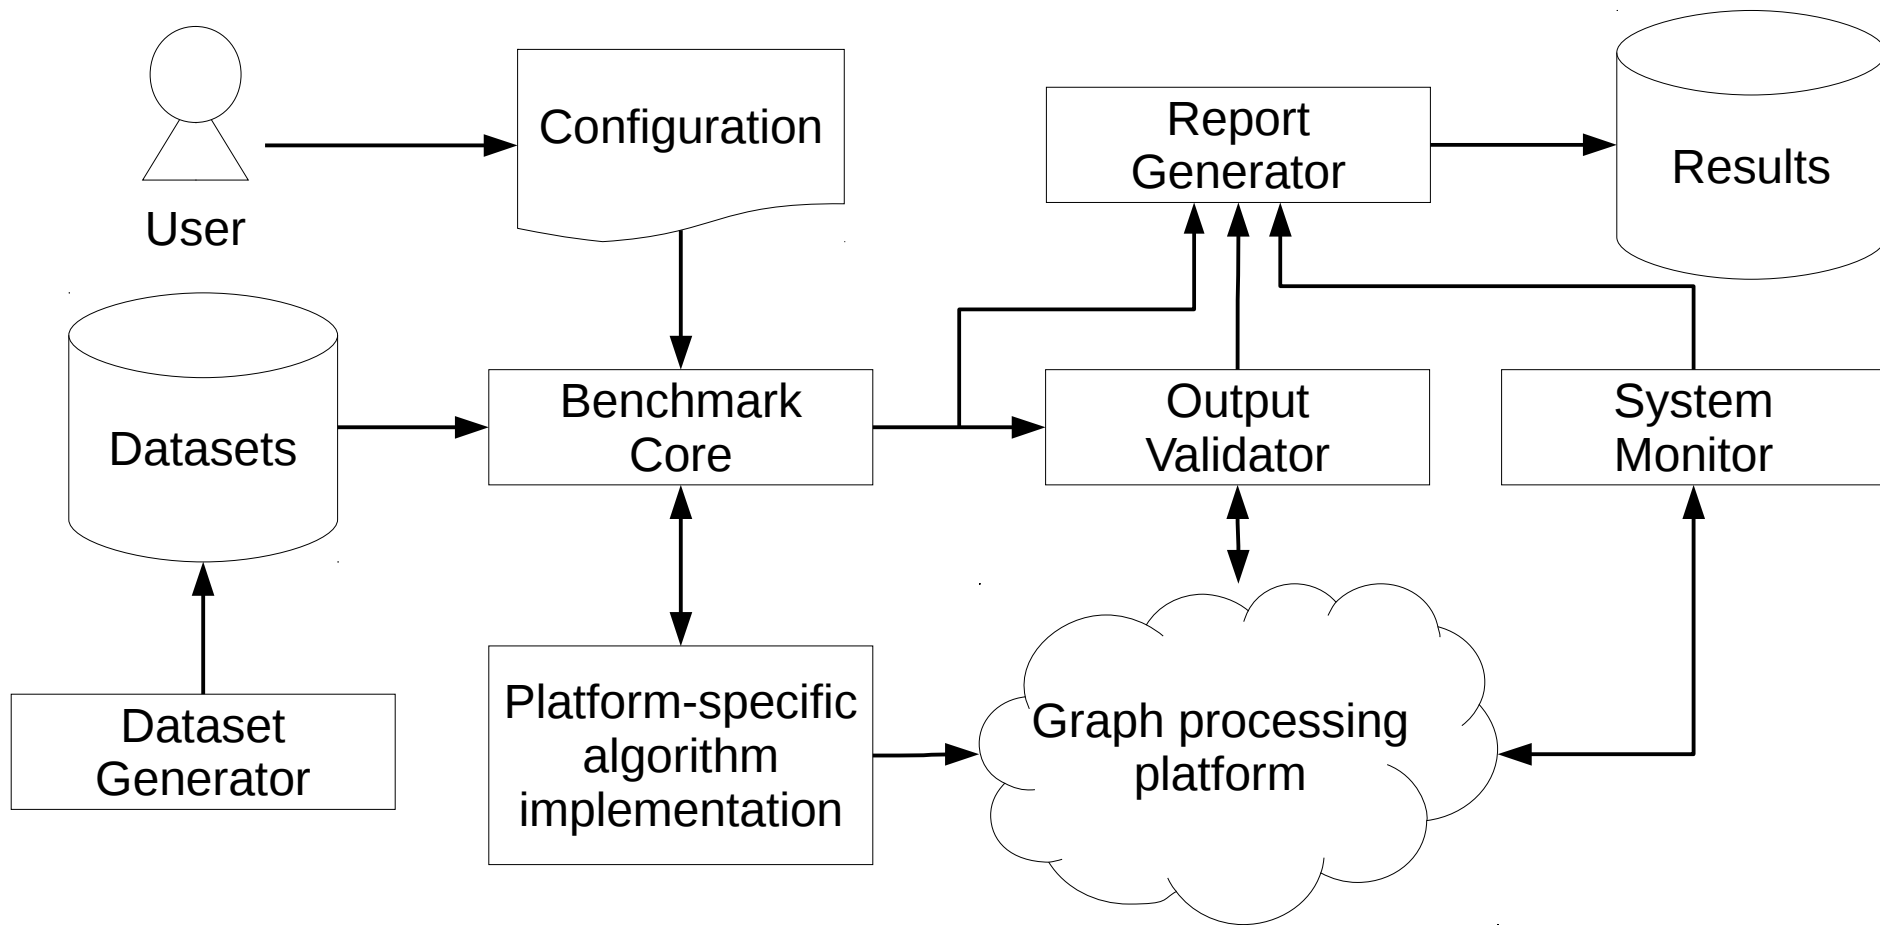 User
Configuration
Report
Generator
Results
Datasets
Benchmark
Core
Output
Validator
System
Monitor
Dataset
Generator
Platform-specific
algorithm
implementation
Graph processing
platform